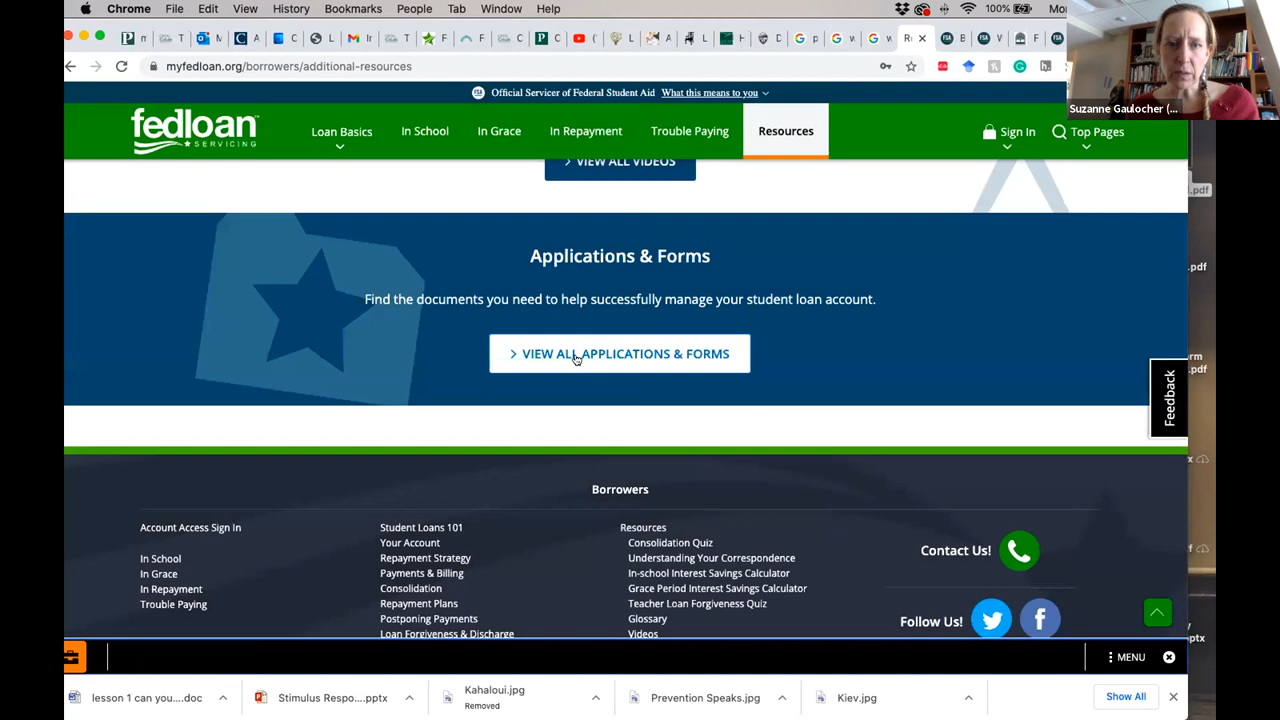 Chrome File Edit View History Bookmarks People Tab Window Help 100% Mo
myfedloan.org/borrowers/additional-resources
Suzanne Gaulocher (...
FSA Official Servicer of Federal Student Aid What this means to you
fedloan
SERVICING
Loan Basics In School In Grace In Repayment Trouble Paying Resources Sign In Top Pages
VIEW ALL VIDEOS
.pdf
Applications & Forms
.pdf
Find the documents you need to help successfully manage your student loan account.
VIEW ALL APPLICATIONS & FORMS
.pdf
Feedback
Borrowers
Account Access Sign In
In School
In Grace
In Repayment
Trouble Paying
Student Loans 101
Your Account
Repayment Strategy
Payments & Billing
Consolidation
Repayment Plans
Postponing Payments
Loan Forgiveness & Discharge
Resources
Consolidation Quiz
Understanding Your Correspondence
In-school Interest Savings Calculator
Grace Period Interest Savings Calculator
Teacher Loan Forgiveness Quiz
Glossary
Videos
Contact Us!
Follow Us!
pptx
MENU
lesson 1 can you....doc
Stimulus Respo....pptx
Kahaloui.jpg
Removed
Prevention Speaks.jpg
Kiev.jpg
Show All